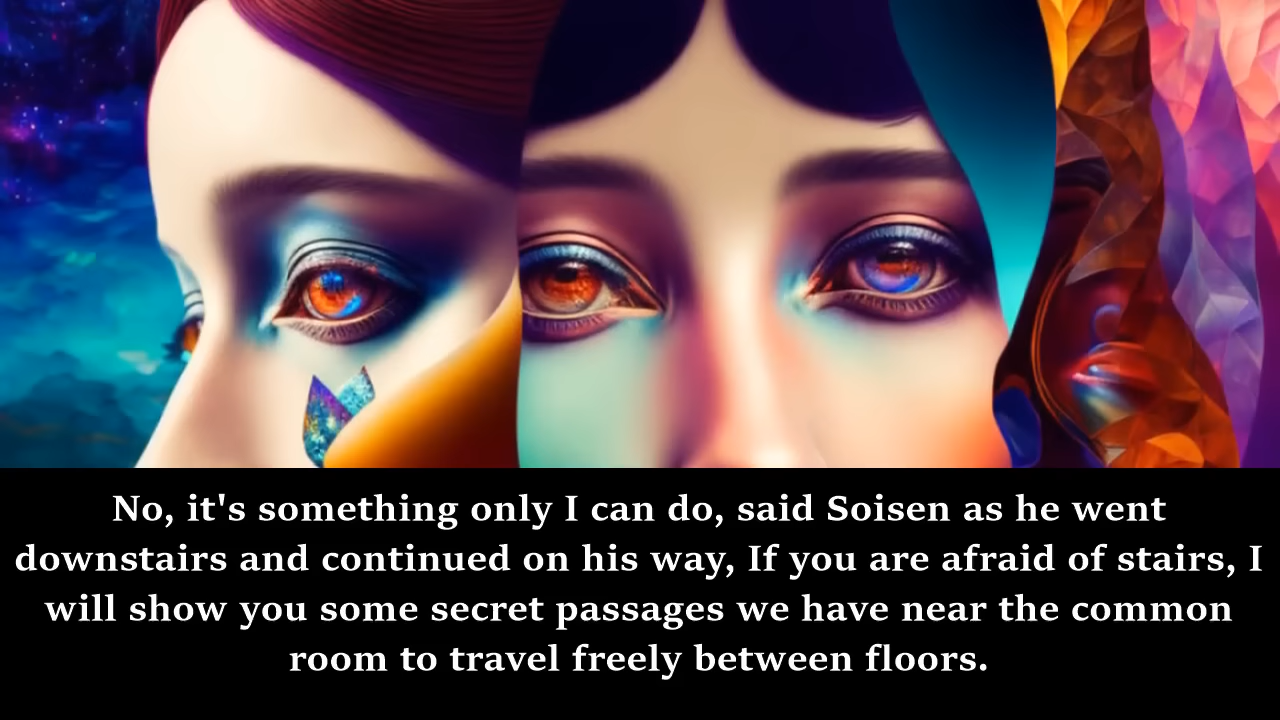 No, it's something only I can do, said Soisen as he went
downstairs and continued on his way, If you are afraid of stairs, I
will show you some secret passages we have near the common
room to travel freely between floors.